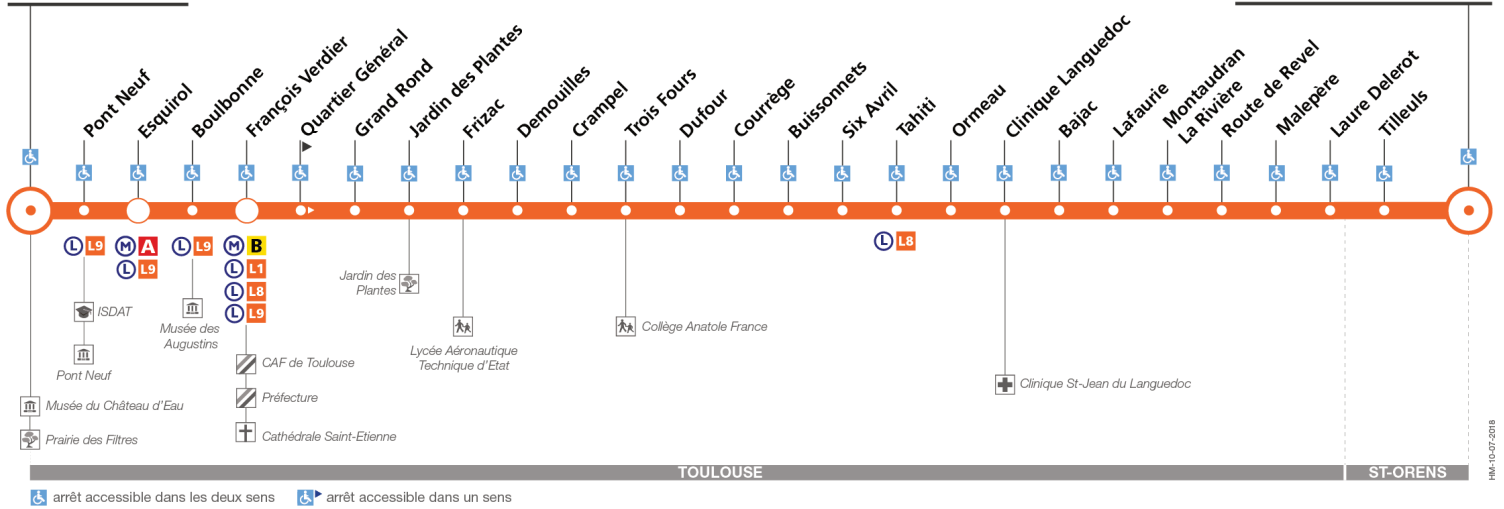 Pont Neuf
Esquirol
Boulbonne
François Verdier
Quartier Général
Grand Rond
Jardin des Plantes
Frizac
Demouilles
Crampel
Trois Fours
Dufour
Courrège
Buissonnets
Six Avril
Tahiti
Ormeau
Clinique Languedoc
Bajac
Lafaurie
Montaudran
La Rivière
Route de Revel
Malepère
Laure Delerot
Tilleuls
L L9
M A
L L9
L L9
M B
L L1
L L8
L L9
L L8
ISDAT
Pont Neuf
Musée du Château d'Eau
Prairie des Filtres
Musée des
Augustins
CAF de Toulouse
Préfecture
Cathédrale Saint-Etienne
Jardin des
Plantes
Lycée Aéronautique
Technique d'Etat
Collège Anatole France
Clinique St-Jean du Languedoc
TOULOUSE
ST-ORENS
arrêt accessible dans les deux sens
arrêt accessible dans un sens
HM-10-07-2018